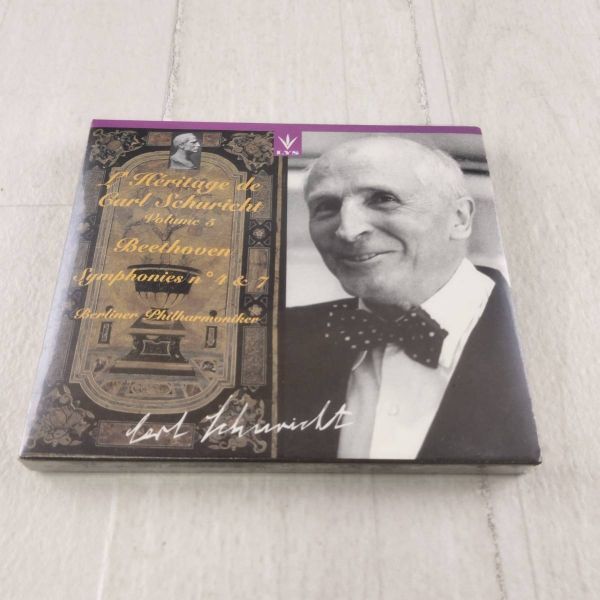 LYS
L'Héritage de
Carl Schuricht
Volume 5
Beethoven
Symphonies n° 4 & 7
Berliner Philharmoniker
Carl Schuricht